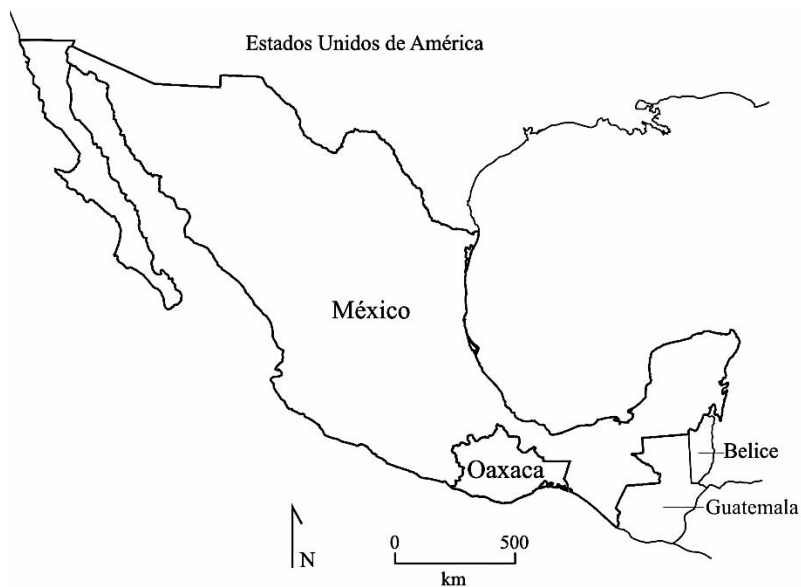 Estados Unidos de América
México
Oaxaca
Belice
Guatemala
N
0 500
km